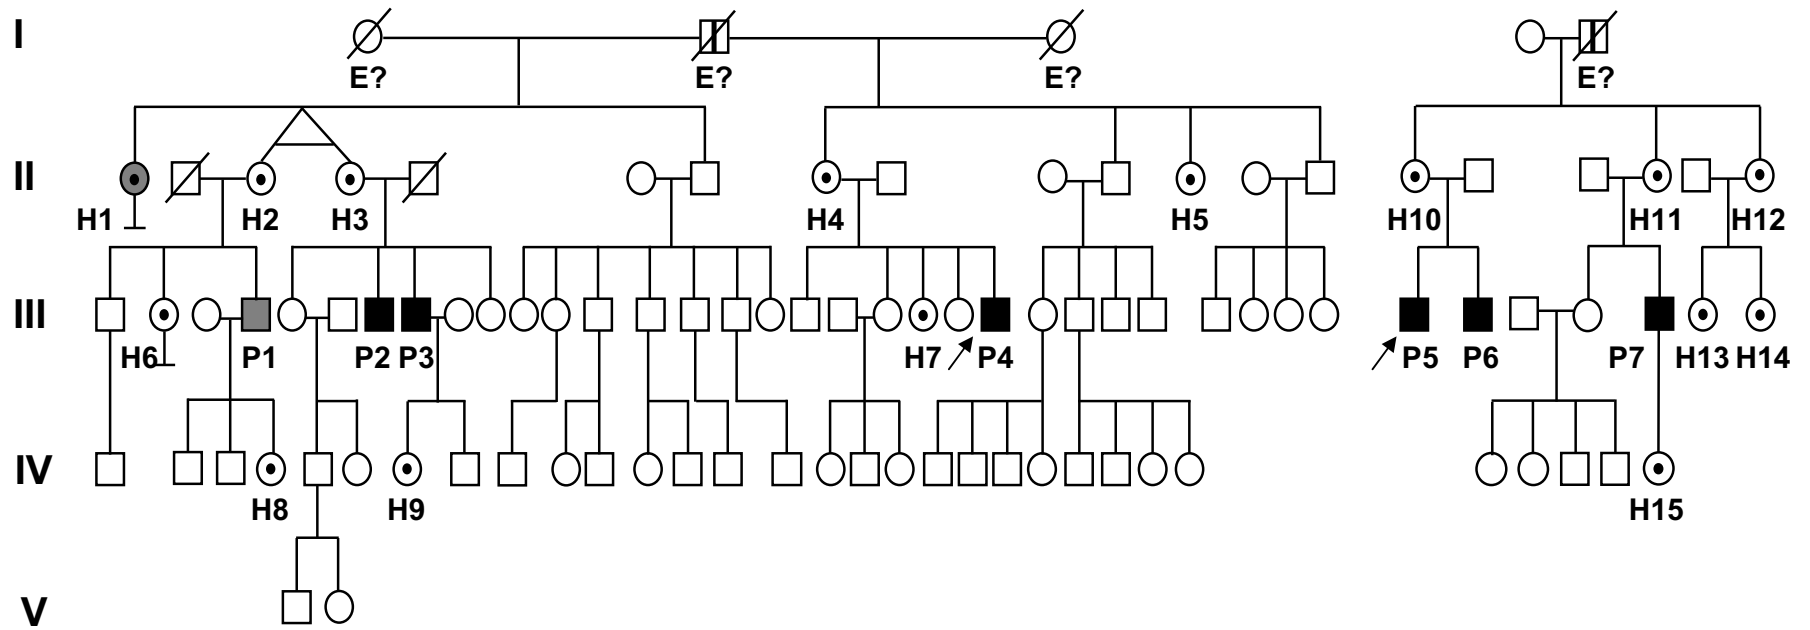 I
E? E? E? E?
II
H1 H2 H3 H4 H5 H10 H11 H12
III
H6 P1 P2 P3 H7 P4 P5 P6 P7 H13 H14
IV
H8 H9 H15
V